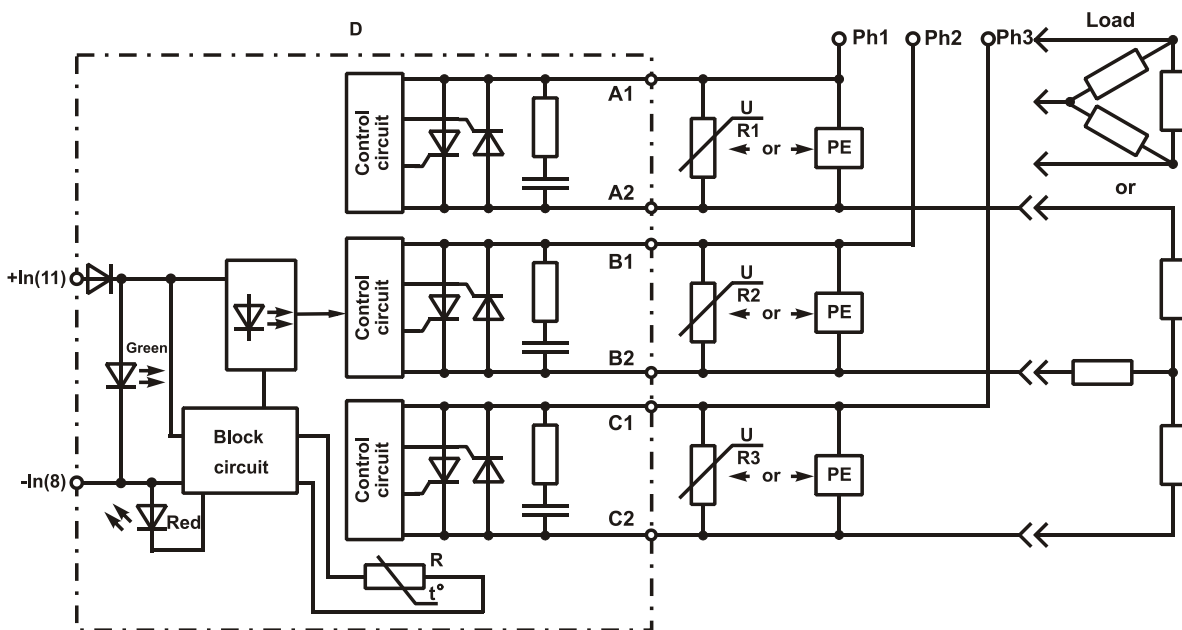 D
Ph1
Ph2
Ph3
Load
A1
U
R1
or
PE
Control
circuit
A2
or
B1
+In(11)
U
R2
or
PE
Control
circuit
Green
B2
C1
Block
circuit
U
R3
or
PE
Control
circuit
-In(8)
Red
C2
R
t°